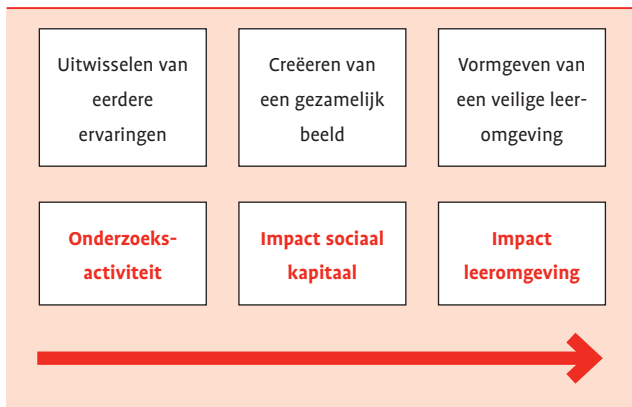 Uitwisselen van
eerdere
ervaringen
Creëeren van
een gezamelijk
beeld
Vormgeven van
een veilige leer-
omgeving
Onderzoeks-
activiteit
Impact sociaal
kapitaal
Impact
leeromgeving